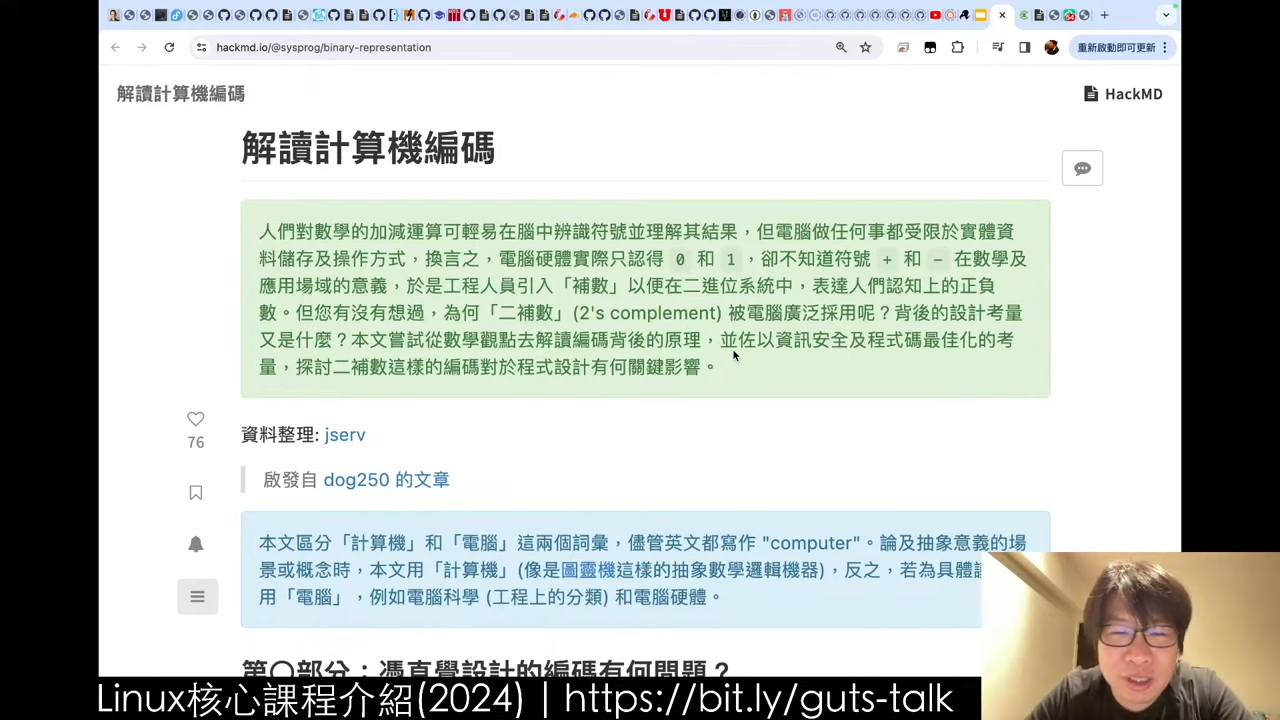 hackmd.io/@sysprog/binary-representation
重新啟動即可更新
解讀計算機編碼
HackMD
解讀計算機編碼
人們對數學的加減運算可輕易在腦中辨識符號並理解其結果，但電腦做任何事都受限於實體資
料儲存及操作方式，換言之，電腦硬體實際只認得 0 和 1，卻不知道符號 + 和 - 在數學及
應用場域的意義，於是工程人員引入「補數」以便在二進位系統中，表達人們認知上的正負
數。但您有沒有想過，為何「二補數」(2's complement) 被電腦廣泛採用呢？背後的設計考量
又是什麼？本文嘗試從數學觀點去解讀編碼背後的原理，並佐以資訊安全及程式碼最佳化的考
量，探討二補數這樣的編碼對於程式設計有何關鍵影響。
76
資料整理: jserv
啟發自 dog250 的文章
本文區分「計算機」和「電腦」這兩個詞彙，儘管英文都寫作 "computer"。論及抽象意義的場
景或概念時，本文用「計算機」(像是圖靈機這樣的抽象數學邏輯機器)，反之，若為具體
用「電腦」，例如電腦科學 (工程上的分類) 和電腦硬體。
第〇部分：憑直覺設計的編碼有何問題？
Linux核心課程介紹(2024) | https://bit.ly/guts-talk